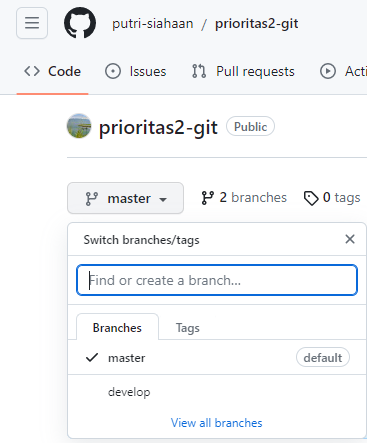 putri-siahaan / prioritas2-git
Code Issues Pull requests Acti
prioritas2-git Public
master 2 branches 0 tags
Switch branches/tags
Find or create a branch...
Branches Tags
master default
develop
View all branches